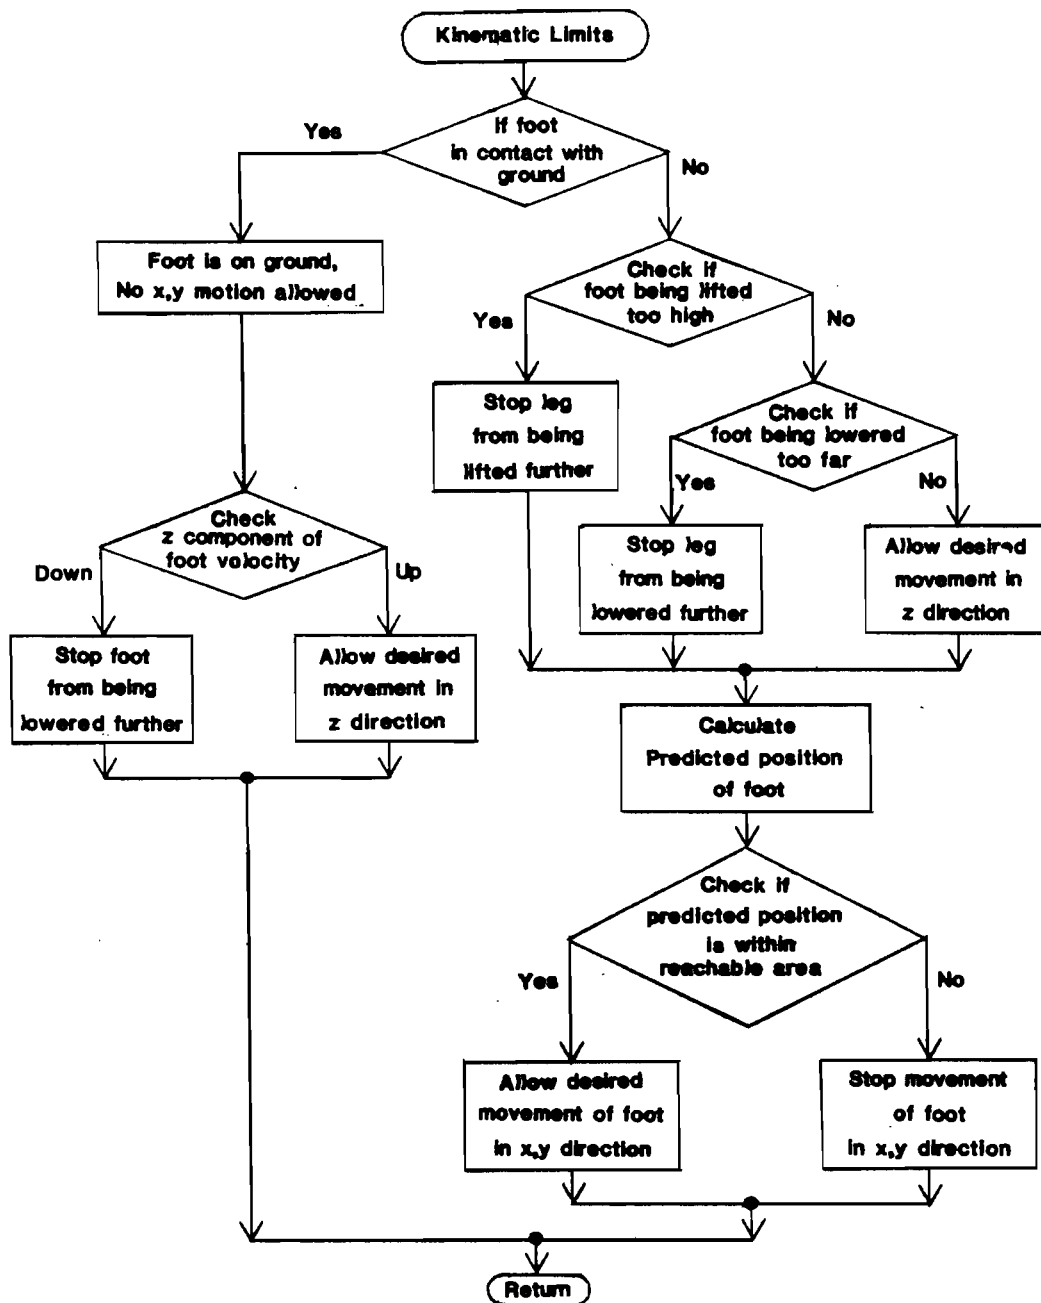 Kinematic Limits
If foot
in contact with
ground
Yes
No
Foot is on ground,
No x,y motion allowed
Check if
foot being lifted
too high
Yes
No
Stop leg
from being
lifted further
Check if
foot being lowered
too far
Yes
No
Check
z component of
foot velocity
Down
Up
Stop leg
from being
lowered further
Allow desired
movement in
z direction
Stop foot
from being
lowered further
Allow desired
movement in
z direction
Calculate
Predicted position
of foot
Check if
predicted position
is within
reachable area
Yes
No
Allow desired
movement of foot
in x,y direction
Stop movement
of foot
in x,y direction
Return